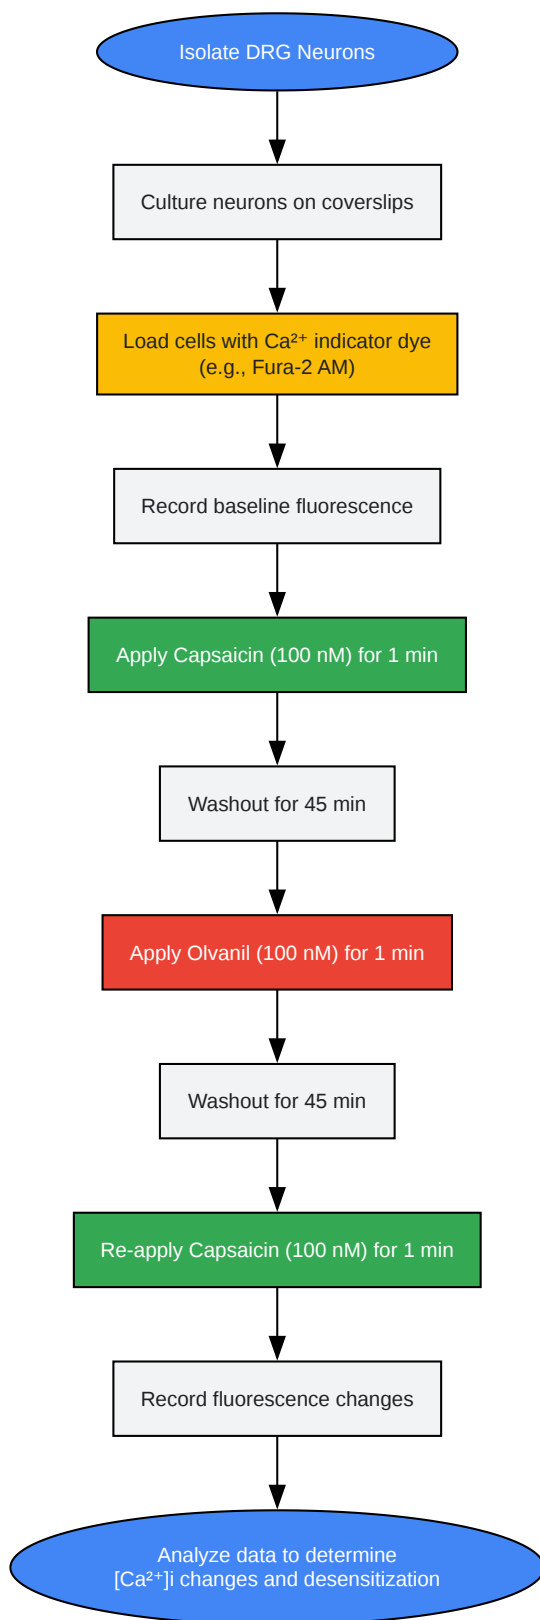 Isolate DRG Neurons
Culture neurons on coverslips
Load cells with Ca²⁺ indicator dye
(e.g., Fura-2 AM)
Record baseline fluorescence
Apply Capsaicin (100 nM) for 1 min
Washout for 45 min
Apply Olvanil (100 nM) for 1 min
Washout for 45 min
Re-apply Capsaicin (100 nM) for 1 min
Record fluorescence changes
Analyze data to determine
[Ca²⁺]i changes and desensitization